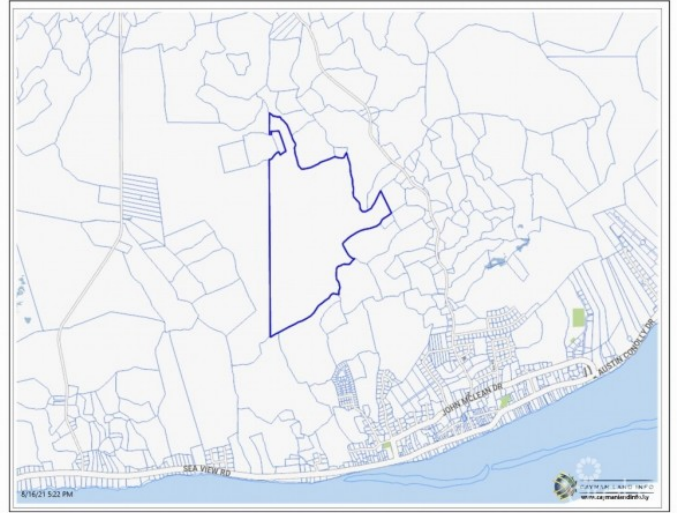 AUSTIN CONOLLY DR
JOHN MCLEAN DR
SEA VIEW RD
8/16/21 5:22 PM
CAYMAN LAND INFO
www.caymanlandinfo.ky